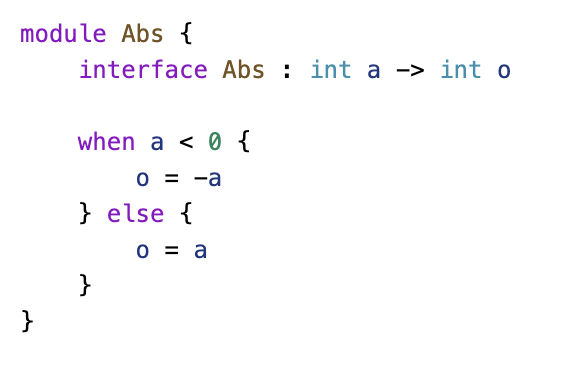 module Abs {
    interface Abs : int a -> int o

    when a < 0 {
        o = -a
    } else {
        o = a
    }
}